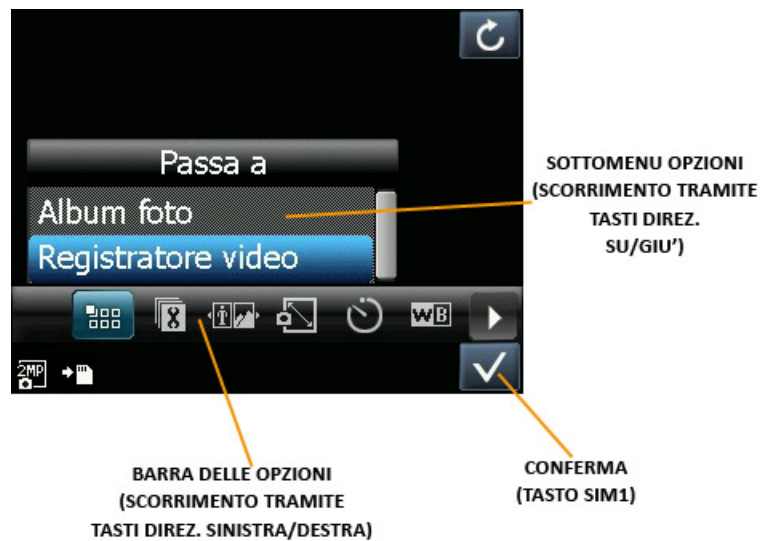 Passa a
Album foto
Registratore video
WB
2MP
SOTTOMENU OPZIONI
(SCORRIMENTO TRAMITE
TASTI DIREZ.
SU/GIU')
BARRA DELLE OPZIONI
(SCORRIMENTO TRAMITE
TASTI DIREZ. SINISTRA/DESTRA)
CONFERMA
(TASTO SIM1)